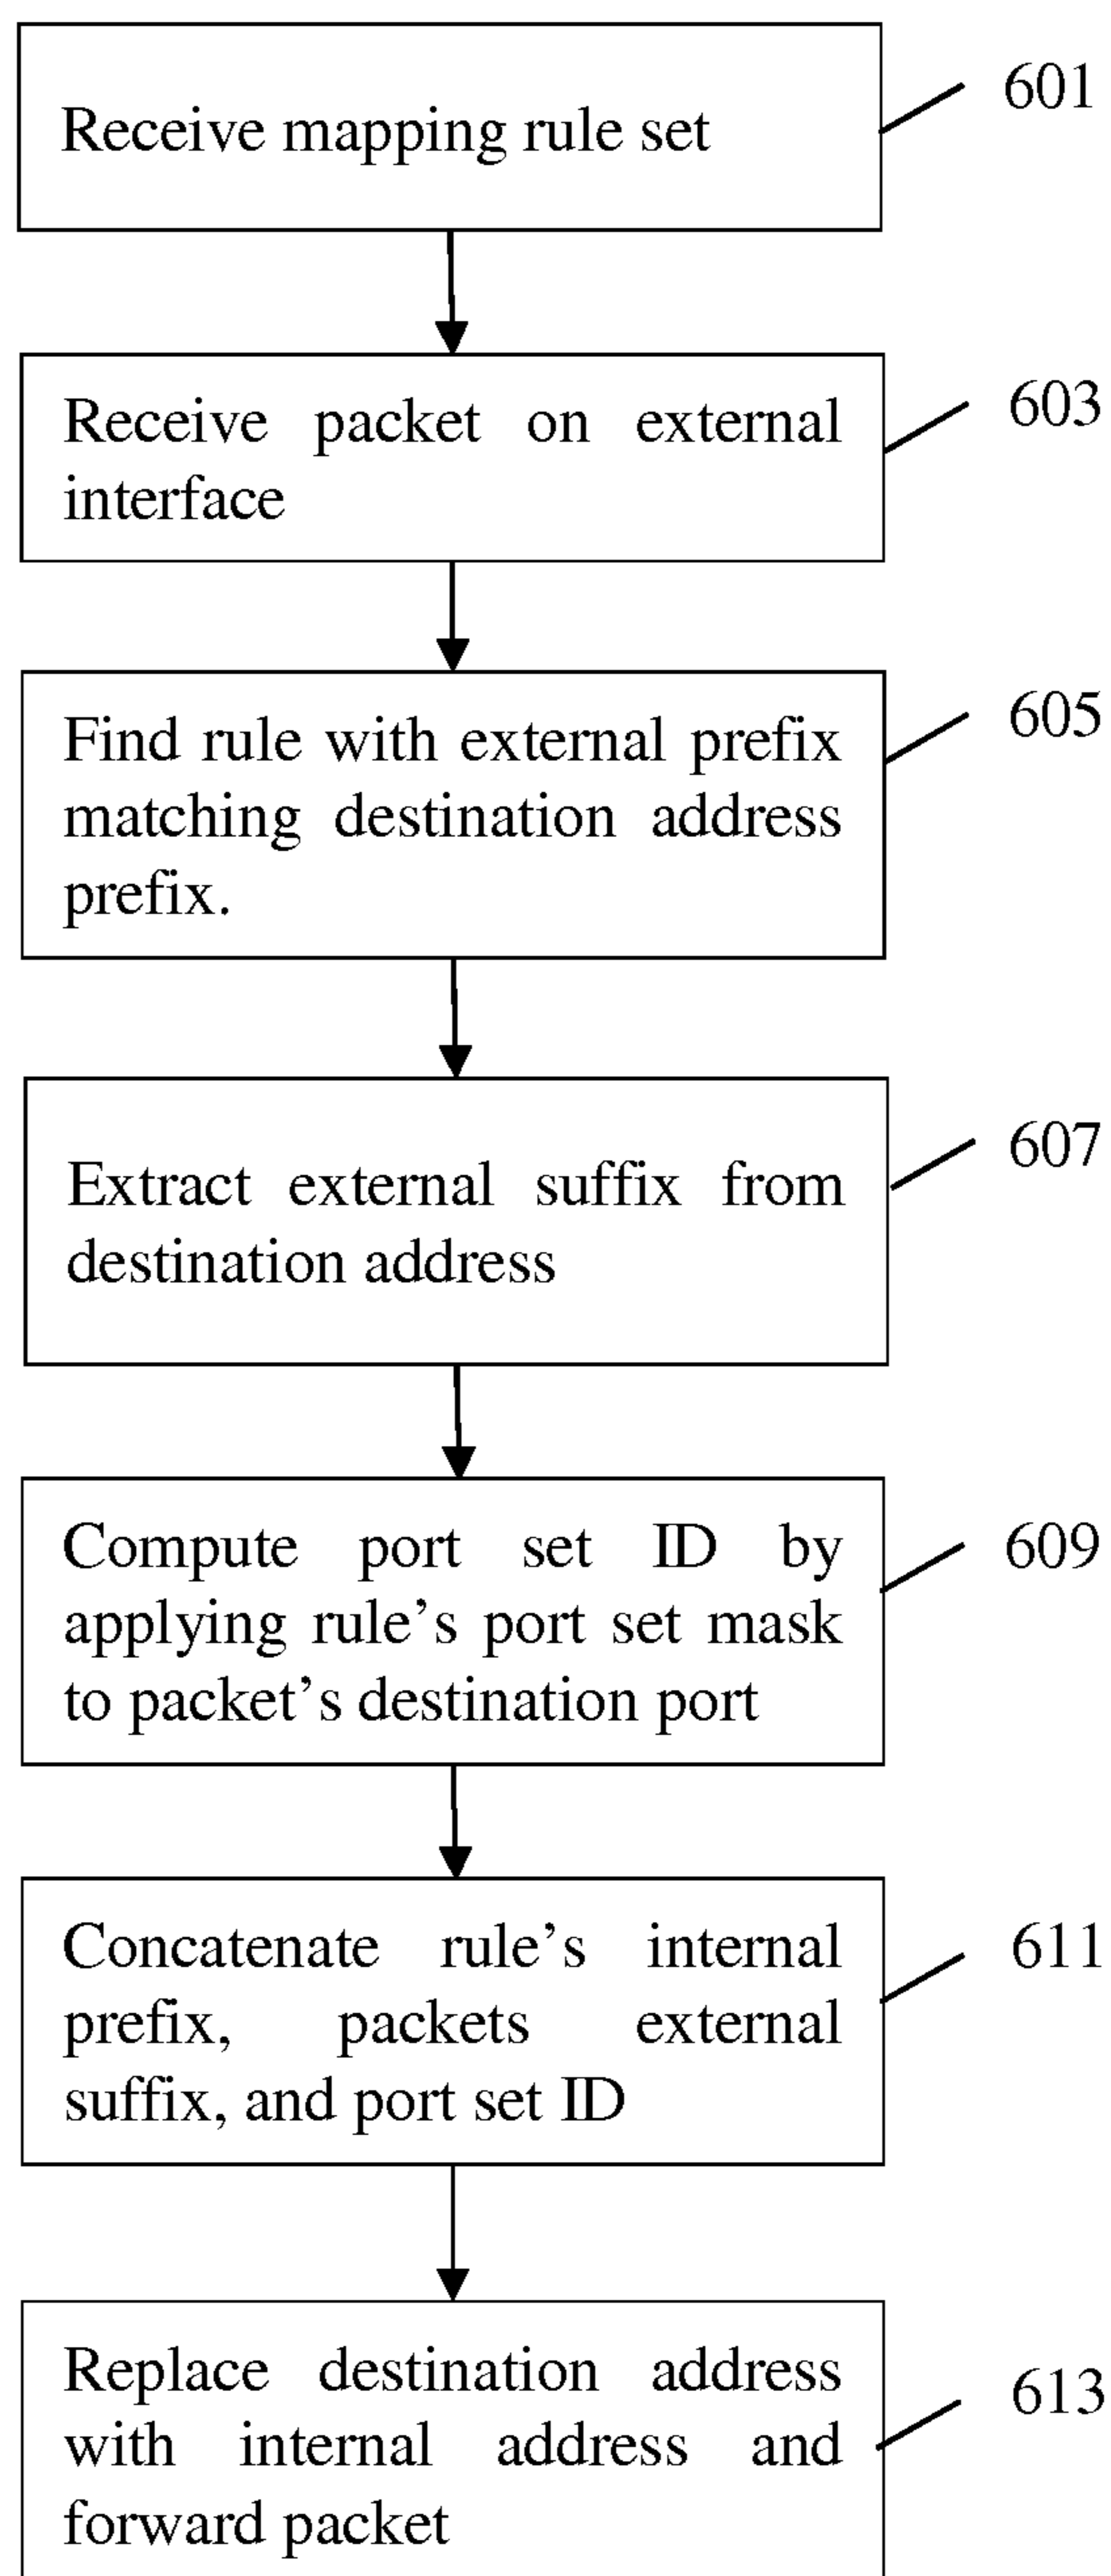 Receive mapping rule set
601
Receive packet on external
interface
603
Find rule with external prefix
matching destination address
prefix.
605
Extract external suffix from
destination address
607
Compute port set ID by
applying rule's port set mask
to packet's destination port
609
Concatenate rule's internal
prefix, packets external
suffix, and port set ID
611
Replace destination address
with internal address and
forward packet
613